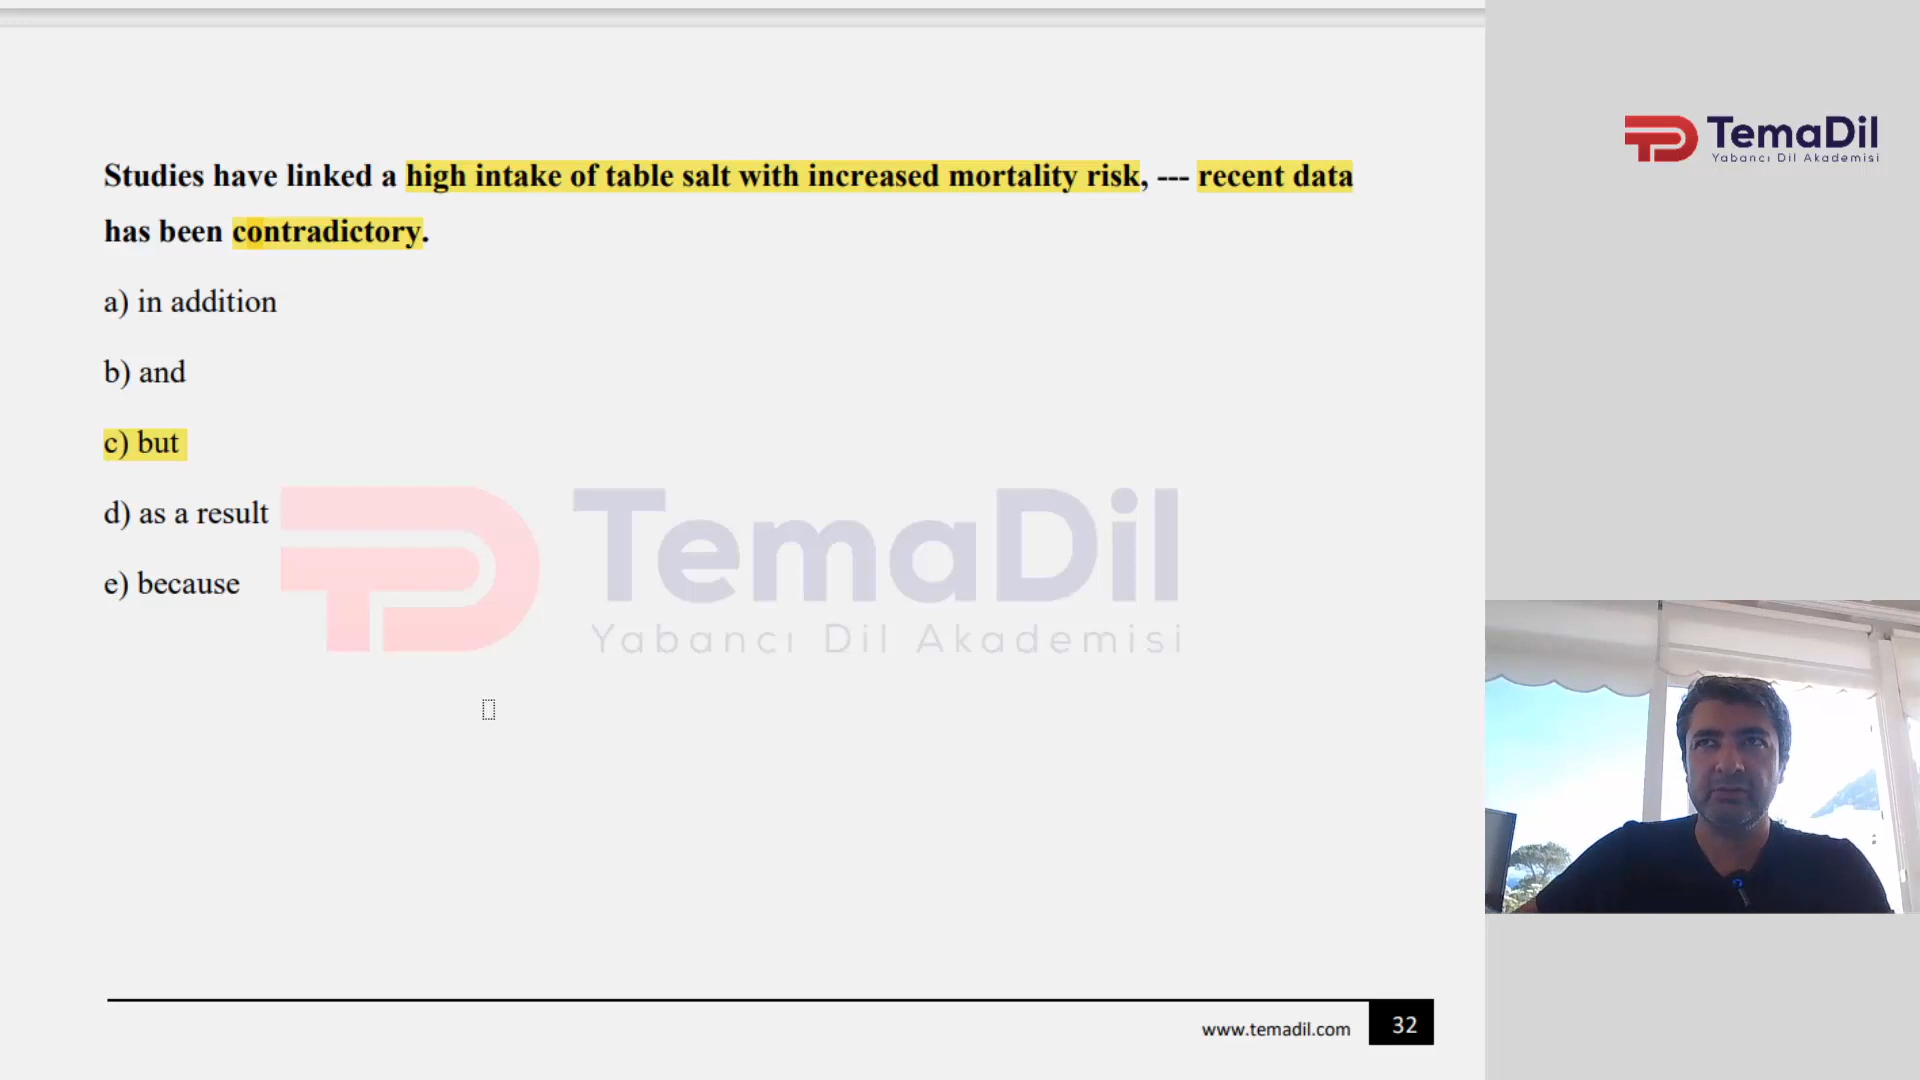 Studies have linked a high intake of table salt with increased mortality risk, --- recent data
has been contradictory.
a) in addition
b) and
c) but
d) as a result
e) because
TemaDil
Yabancı Dil Akademisi
www.temadil.com
32
TemaDil
Yabancı Dil Akademisi